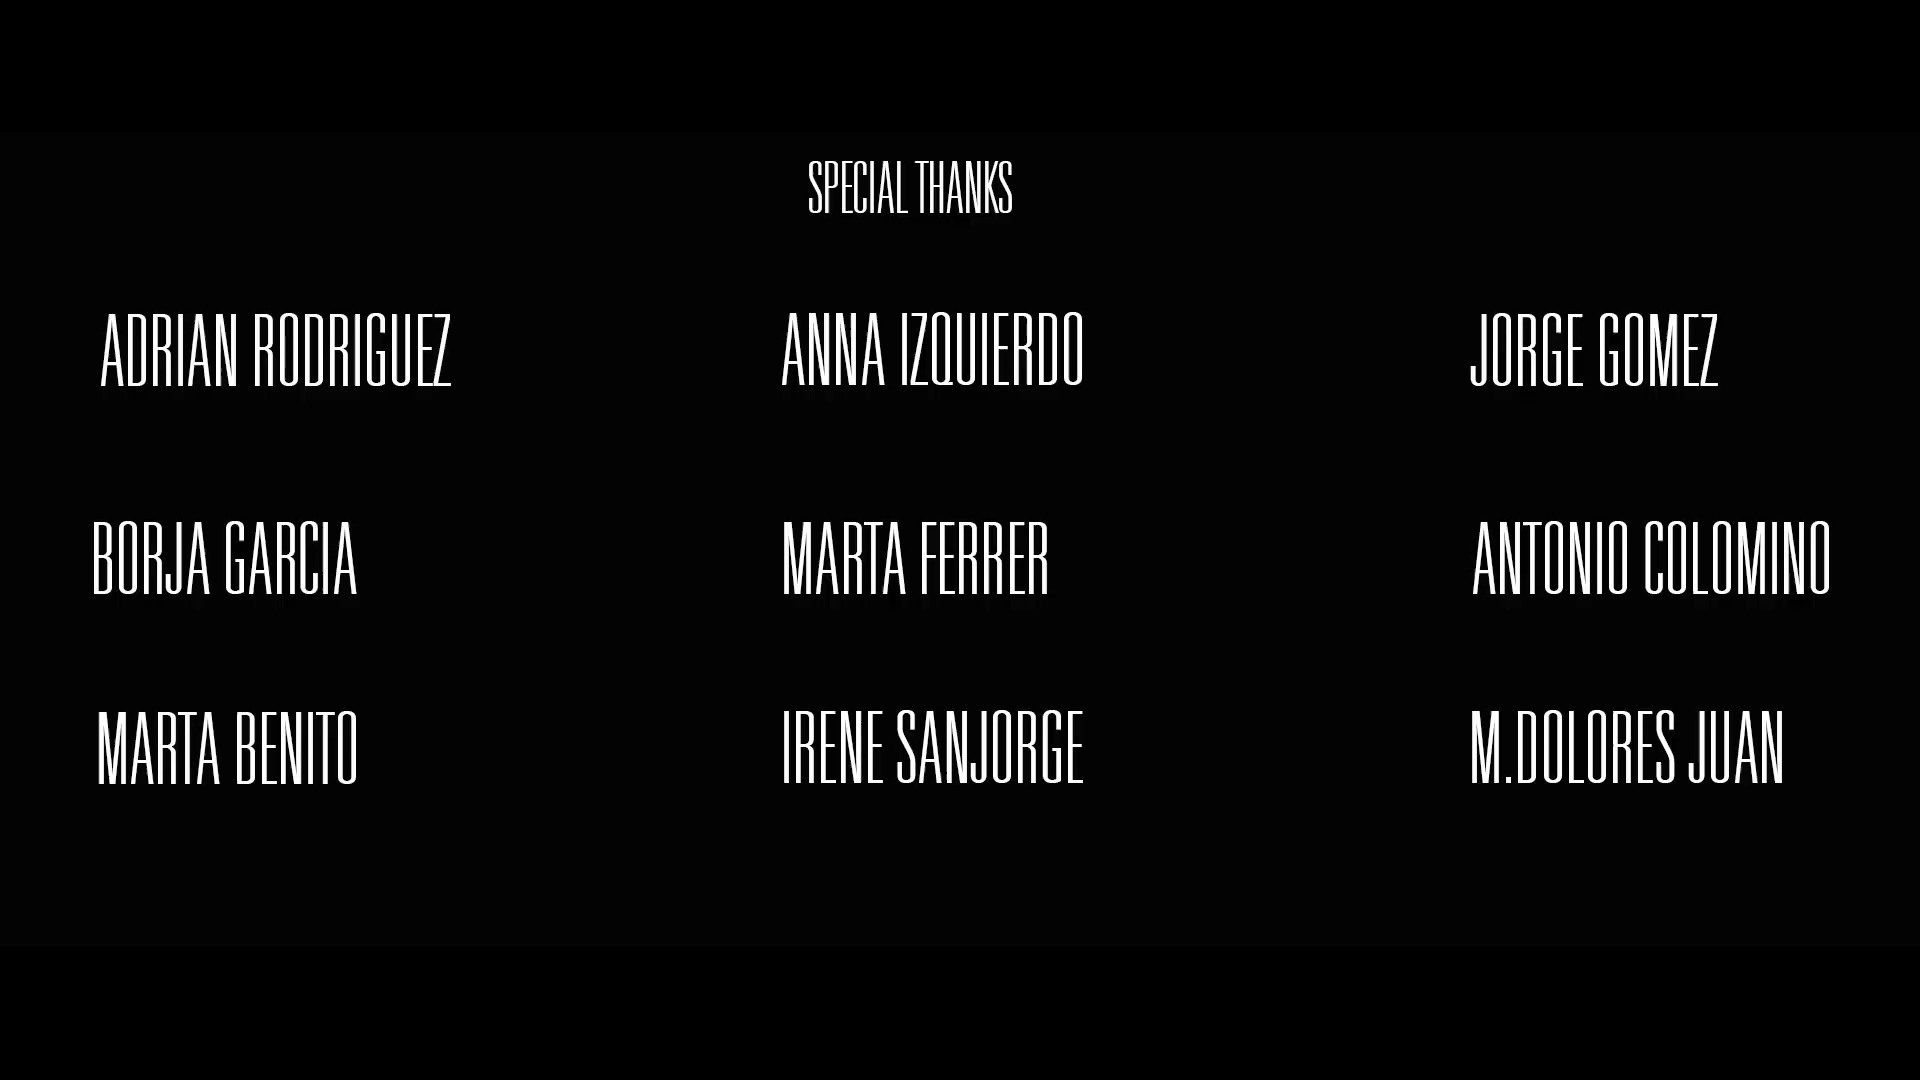 SPECIAL THANKS
ADRIAN RODRIGUEZ
ANNA IZQUIERDO
JORGE GOMEZ
BORJA GARCIA
MARTA FERRER
ANTONIO COLOMINO
MARTA BENITO
IRENE SANJORGE
M.DOLORES JUAN